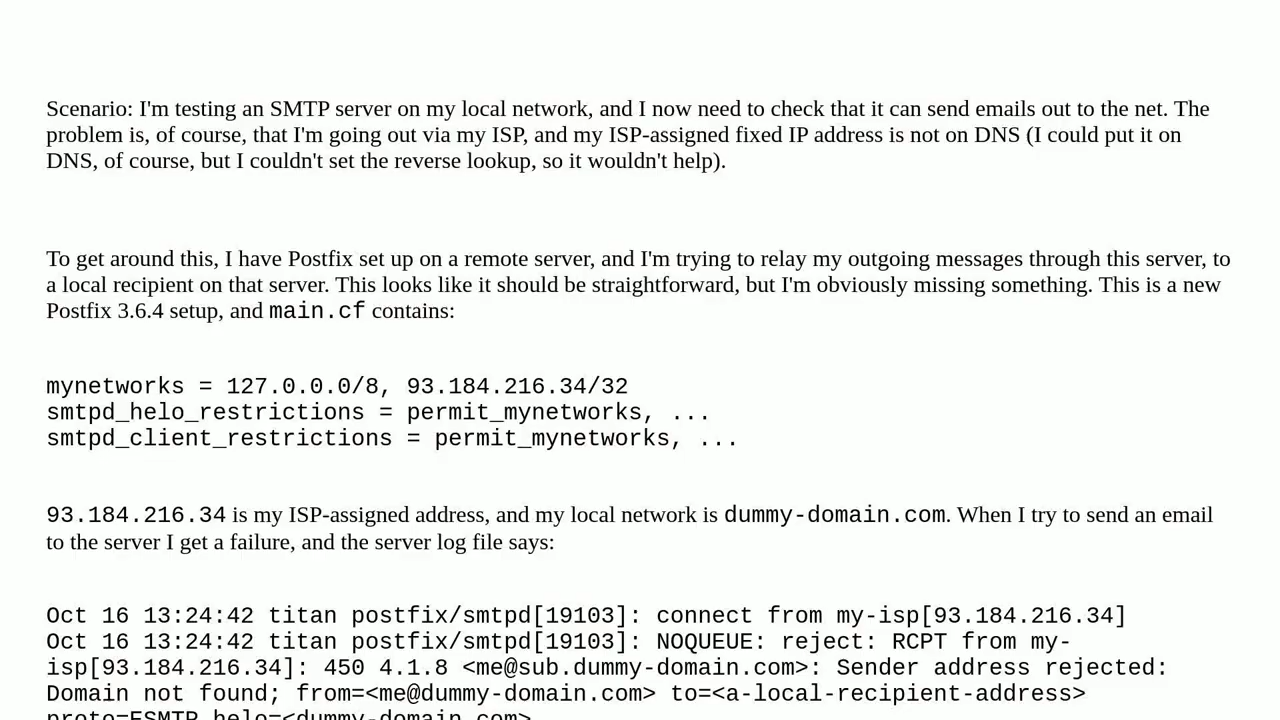 Scenario: I'm testing an SMTP server on my local network, and I now need to check that it can send emails out to the net. The
problem is, of course, that I'm going out via my ISP, and my ISP-assigned fixed IP address is not on DNS (I could put it on
DNS, of course, but I couldn't set the reverse lookup, so it wouldn't help).
To get around this, I have Postfix set up on a remote server, and I'm trying to relay my outgoing messages through this server, to
a local recipient on that server. This looks like it should be straightforward, but I'm obviously missing something. This is a new
Postfix 3.6.4 setup, and main.cf contains:
mynetworks = 127.0.0.0/8, 93.184.216.34/32
smtpd_helo_restrictions = permit_mynetworks, ...
smtpd_client_restrictions = permit_mynetworks, ...
93.184.216.34 is my ISP-assigned address, and my local network is dummy-domain.com. When I try to send an email
to the server I get a failure, and the server log file says:
Oct 16 13:24:42 titan postfix/smtpd[19103]: connect from my-isp[93.184.216.34]
Oct 16 13:24:42 titan postfix/smtpd[19103]: NOQUEUE: reject: RCPT from my-
isp[93.184.216.34]: 450 4.1.8 <me@sub.dummy-domain.com>: Sender address rejected:
Domain not found; from=<me@dummy-domain.com> to=<a-local-recipient-address>
proto=ESMTP helo=<dummy-domain.com>